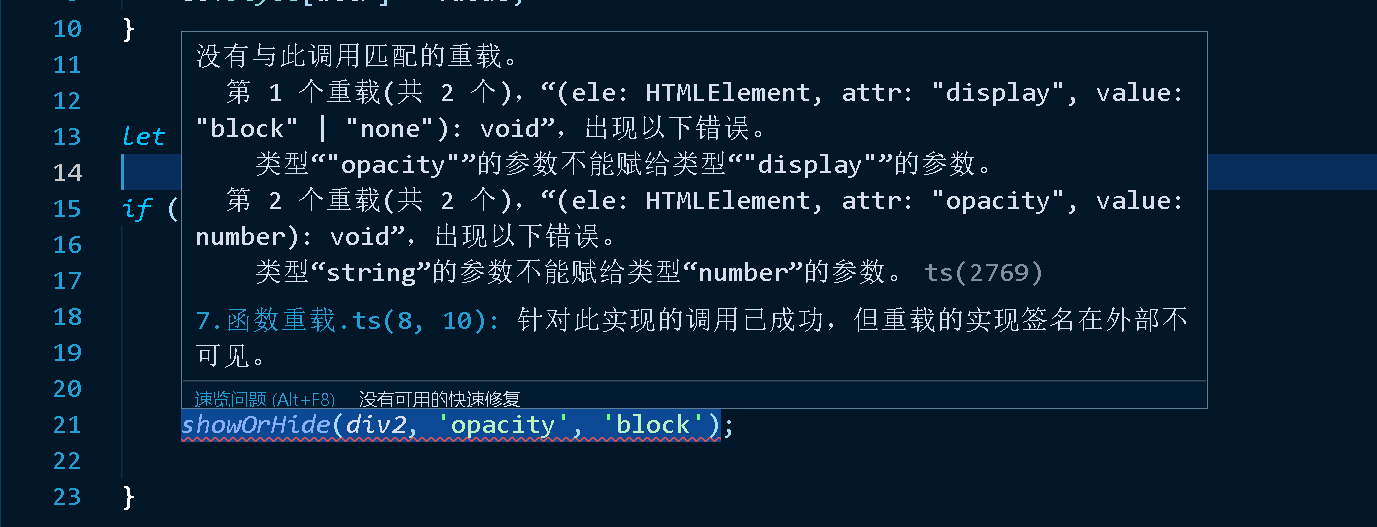 10 }
没有与此调用匹配的重载。
11
第 1 个重载(共 2 个)，“(ele: HTMLElement, attr: "display", value:
12
"block" | "none"): void”，出现以下错误。
13 let
类型“"opacity"”的参数不能赋给类型“"display"”的参数。
14
第 2 个重载(共 2 个)，“(ele: HTMLElement, attr: "opacity", value:
15 if (
number): void”，出现以下错误。
16
类型“string”的参数不能赋给类型“number”的参数。 ts(2769)
17
7.函数重载.ts(8, 10): 针对此实现的调用已成功，但重载的实现签名在外部不
18
可见。
19
20
速览问题 (Alt+F8) 没有可用的快速修复
21 showOrHide(div2, 'opacity', 'block');
22
23 }